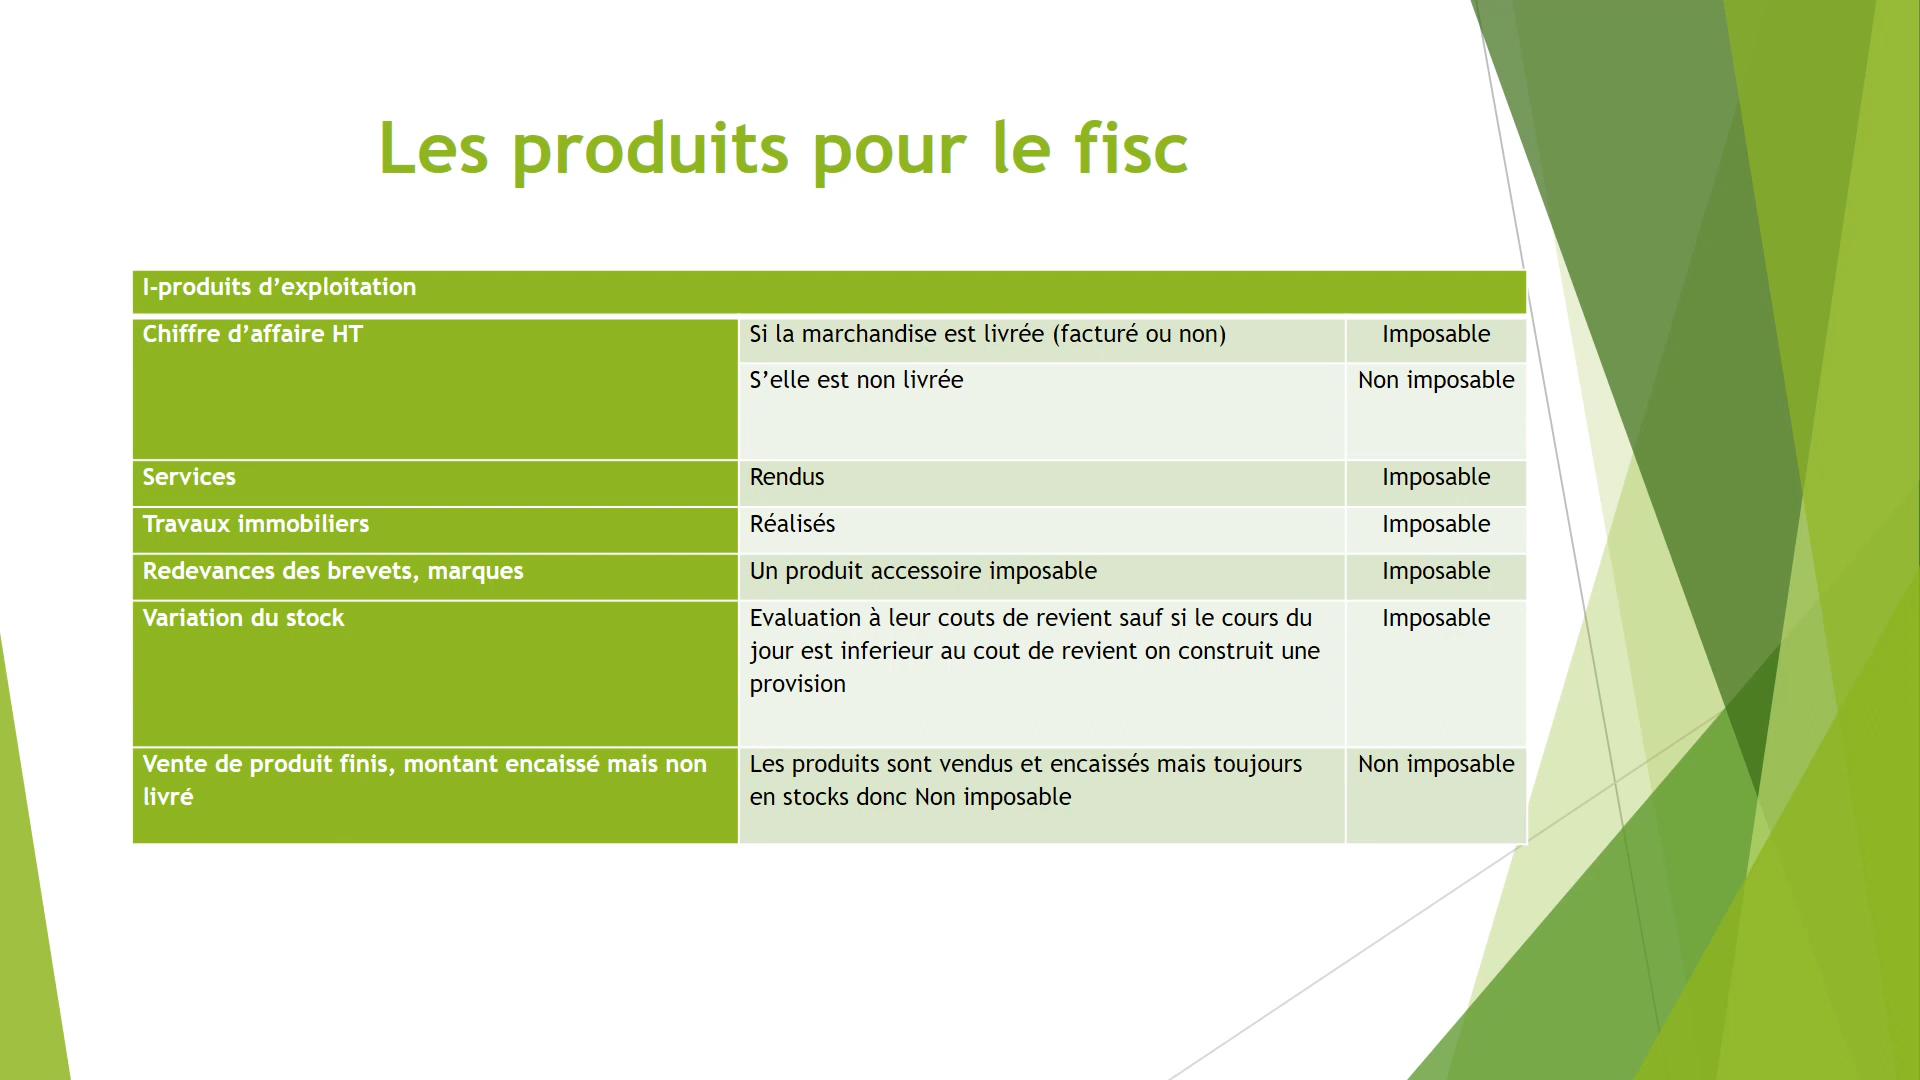 Les produits pour le fisc
I-produits d’exploitation
Chiffre d’affaire HT
Si la marchandise est livrée (facturé ou non)
Imposable
S’elle est non livrée
Non imposable
Services
Rendus
Imposable
Travaux immobiliers
Réalisés
Imposable
Redevances des brevets, marques
Un produit accessoire imposable
Imposable
Variation du stock
Evaluation à leur couts de revient sauf si le cours du
jour est inferieur au cout de revient on construit une
provision
Imposable
Vente de produit finis, montant encaissé mais non
livré
Les produits sont vendus et encaissés mais toujours
en stocks donc Non imposable
Non imposable